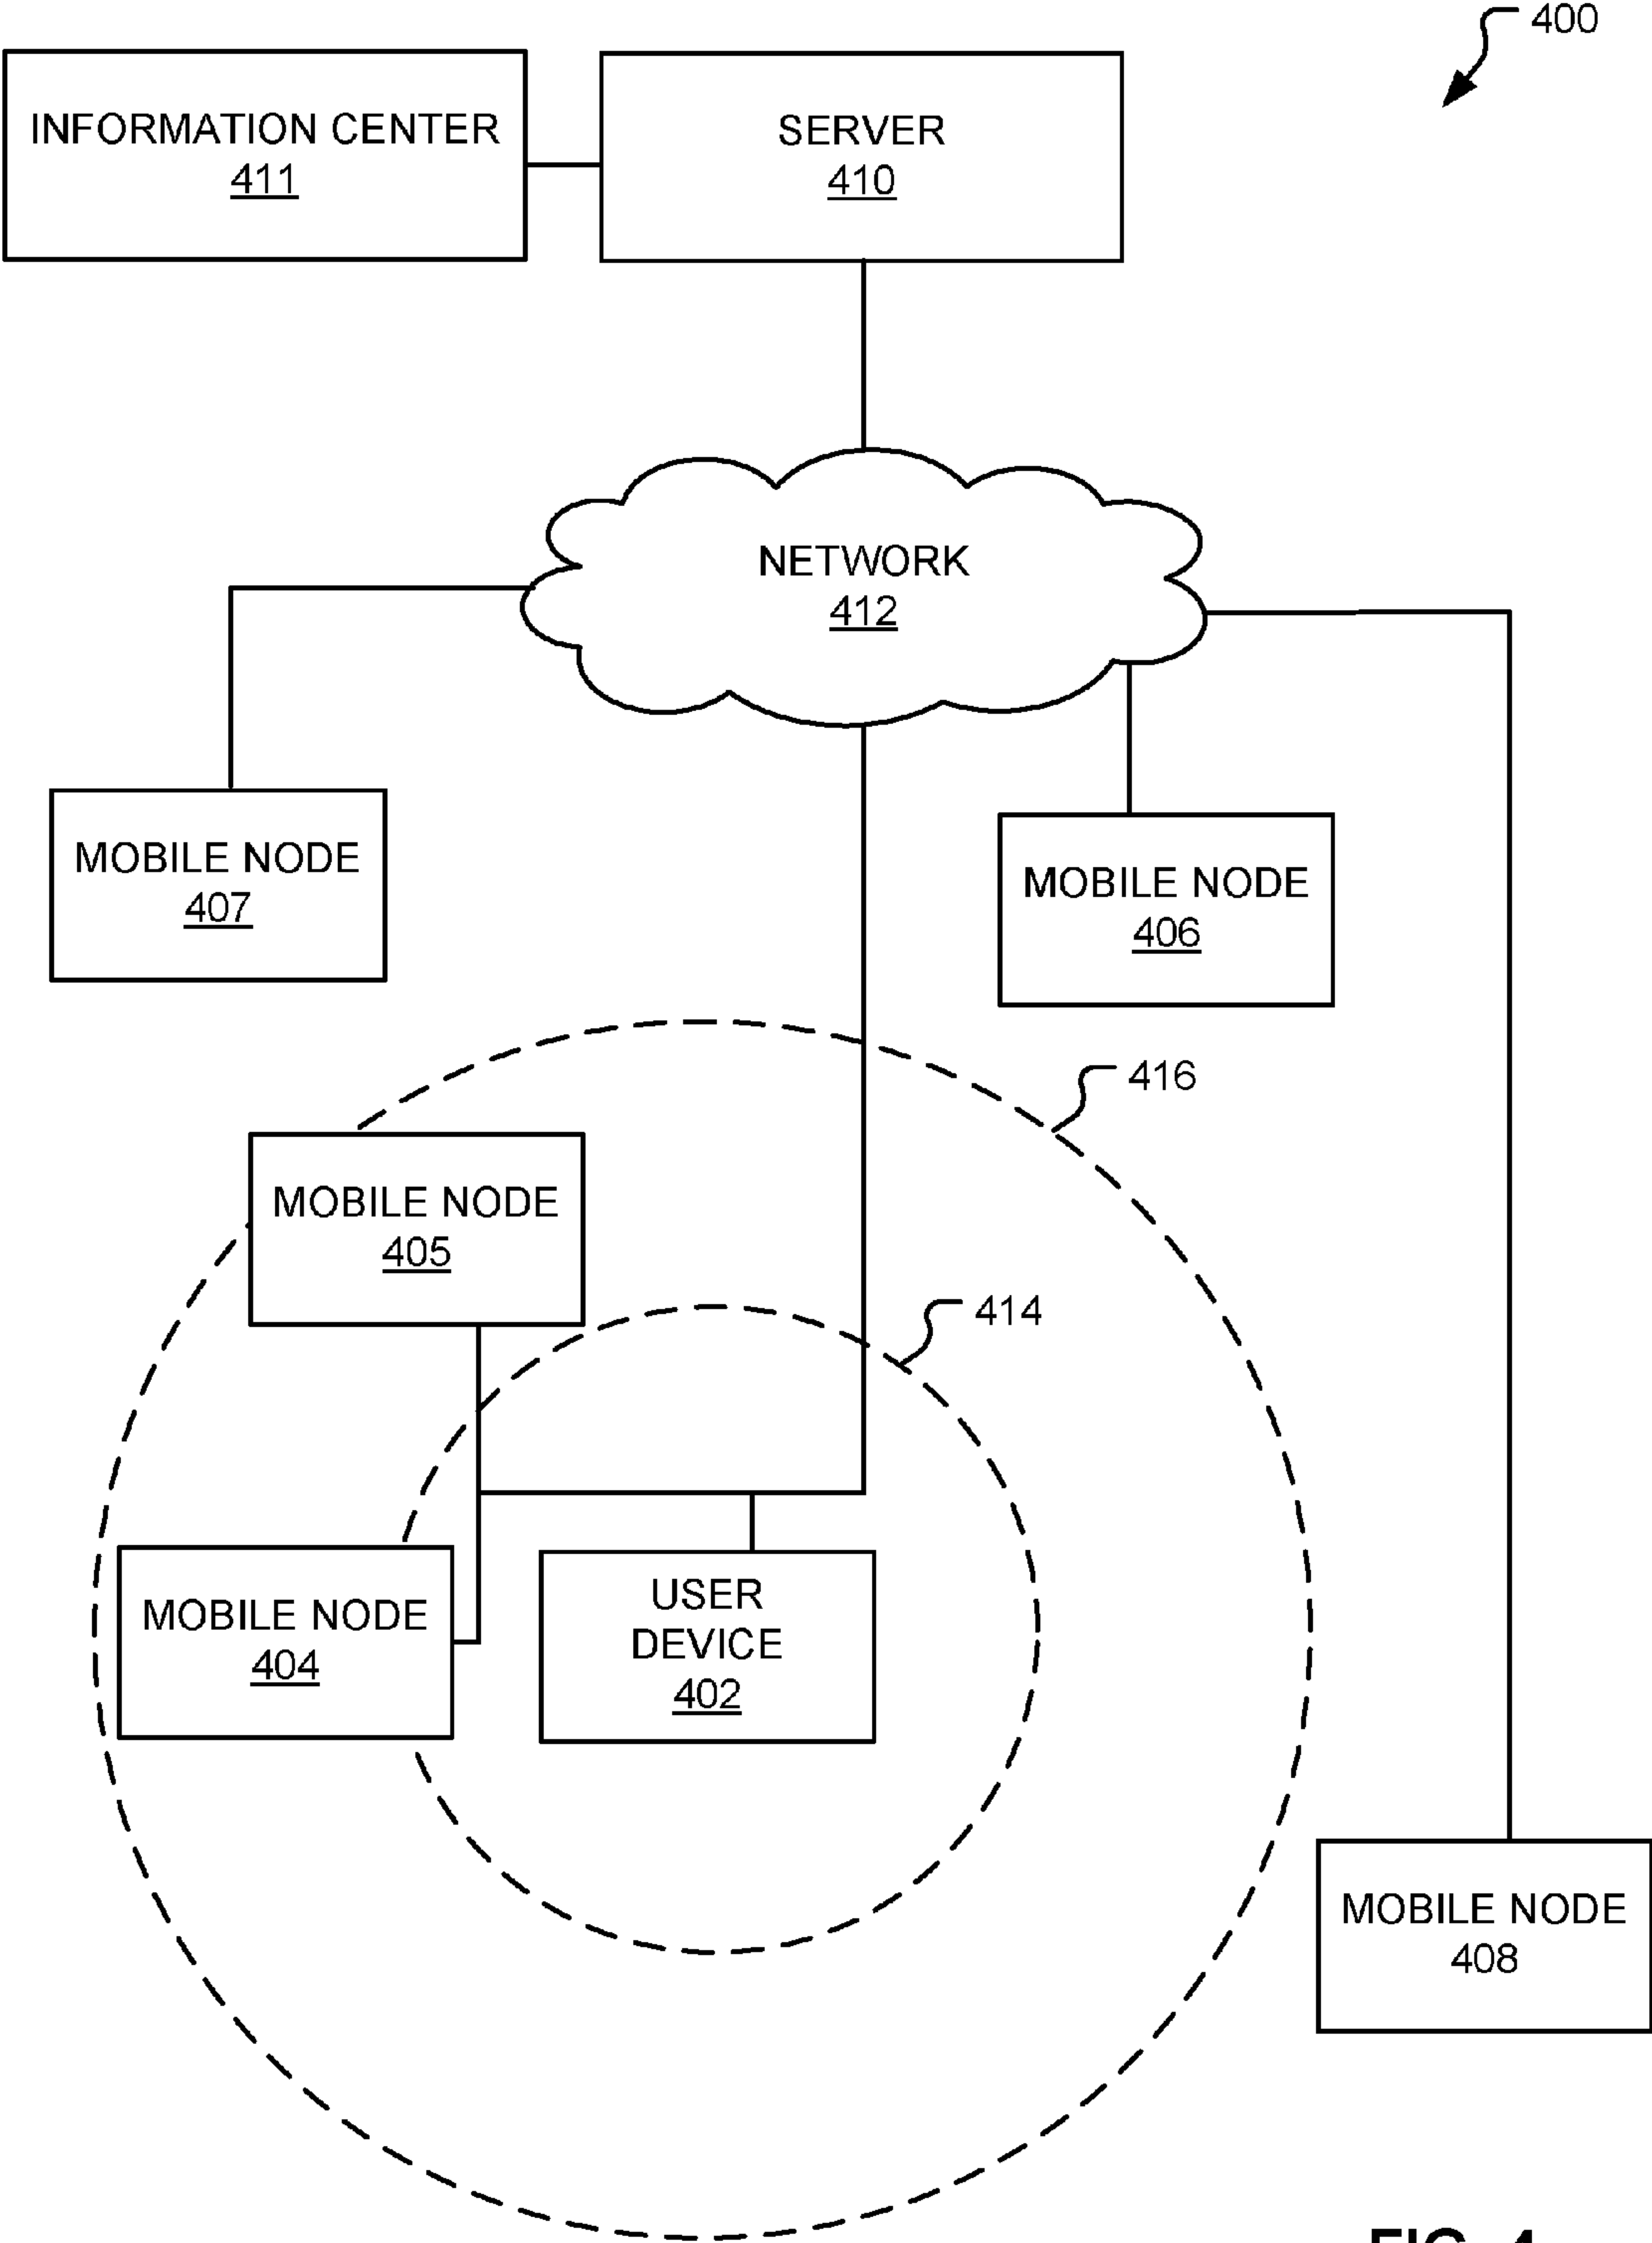 400
INFORMATION CENTER
411
SERVER
410
NETWORK
412
MOBILE NODE
407
MOBILE NODE
406
416
MOBILE NODE
405
414
MOBILE NODE
404
USER
DEVICE
402
MOBILE NODE
408